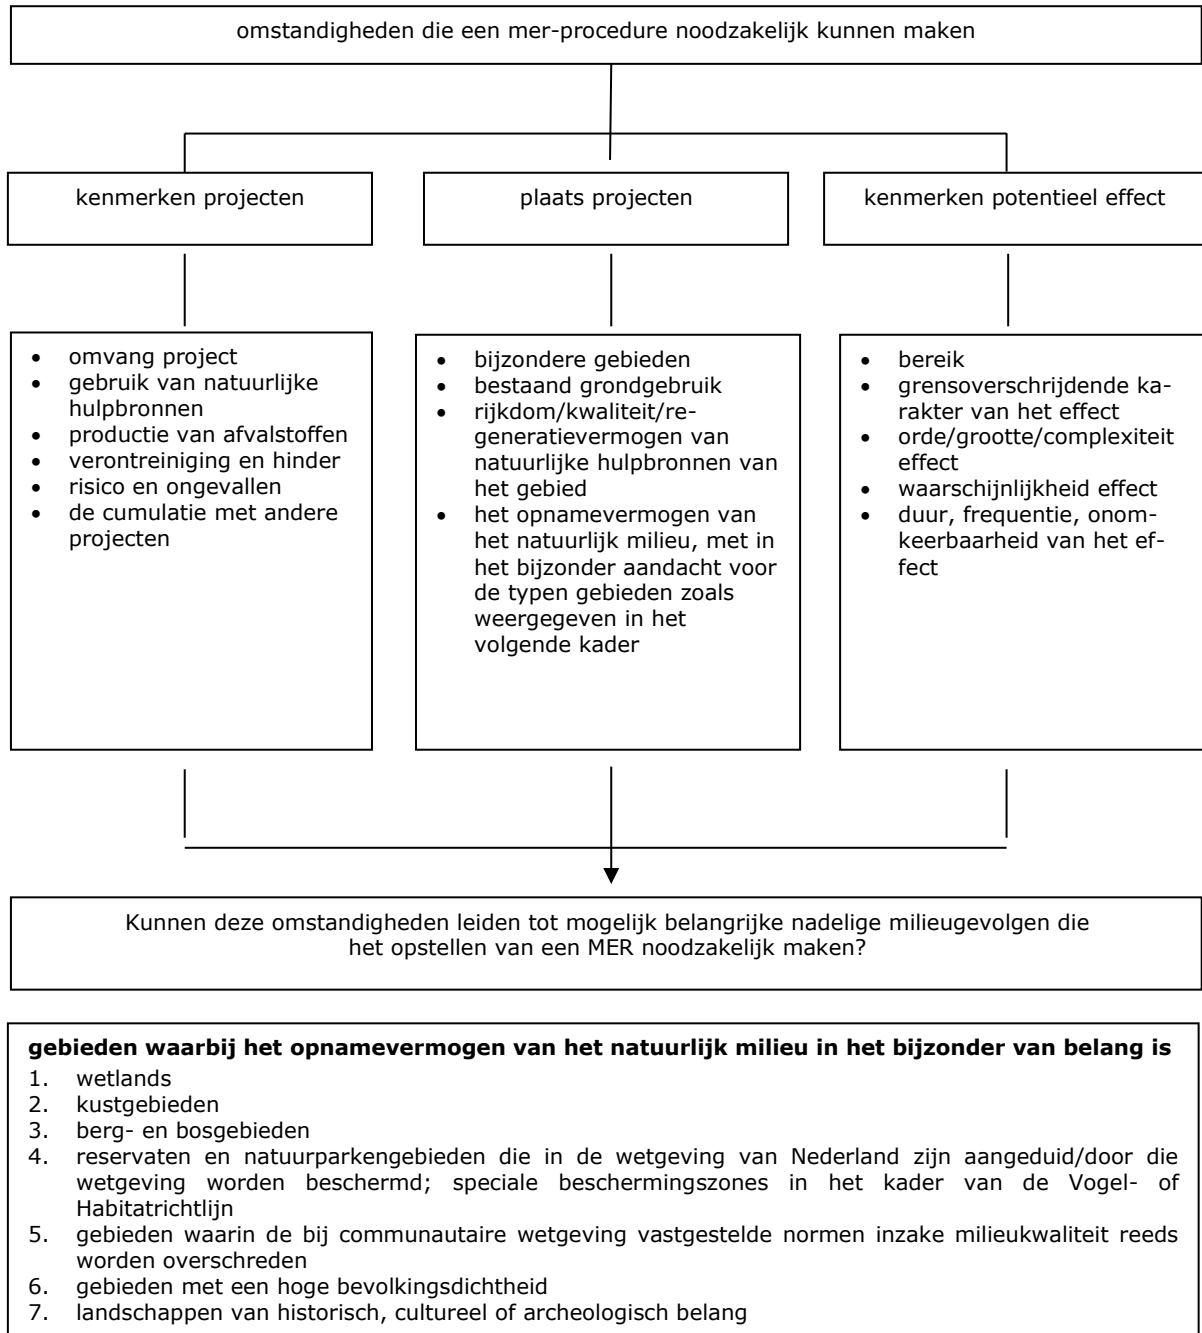 omstandigheden die een mer-procedure noodzakelijk kunnen maken
kenmerken projecten
plaats projecten
kenmerken potentieel effect
• omvang project
• gebruik van natuurlijke
hulpbronnen
• productie van afvalstoffen
• verontreiniging en hinder
• risico en ongevallen
• de cumulatie met andere
projecten
• bijzondere gebieden
• bestaand grondgebruik
• rijkdom/kwaliteit/re-
generatievermogen van
natuurlijke hulpbronnen van
het gebied
• het opnamevermogen van
het natuurlijk milieu, met in
het bijzonder aandacht voor
de typen gebieden zoals
weergegeven in het
volgende kader
• bereik
• grensoverschrijdende ka-
rakter van het effect
• orde/grootte/complexiteit
effect
• waarschijnlijkheid effect
• duur, frequentie, onom-
keerbaarheid van het ef-
fect
Kunnen deze omstandigheden leiden tot mogelijk belangrijke nadelige milieugevolgen die
het opstellen van een MER noodzakelijk maken?
gebieden waarbij het opnamevermogen van het natuurlijk milieu in het bijzonder van belang is
1. wetlands
2. kustgebieden
3. berg- en bosgebieden
4. reservaten en natuurparkengebieden die in de wetgeving van Nederland zijn aangeduid/door die
wetgeving worden beschermd; speciale beschermingszones in het kader van de Vogel- of
Habitatrichtlijn
5. gebieden waarin de bij communautaire wetgeving vastgestelde normen inzake milieukwaliteit reeds
worden overschreden
6. gebieden met een hoge bevolkingsdichtheid
7. landschappen van historisch, cultureel of archeologisch belang